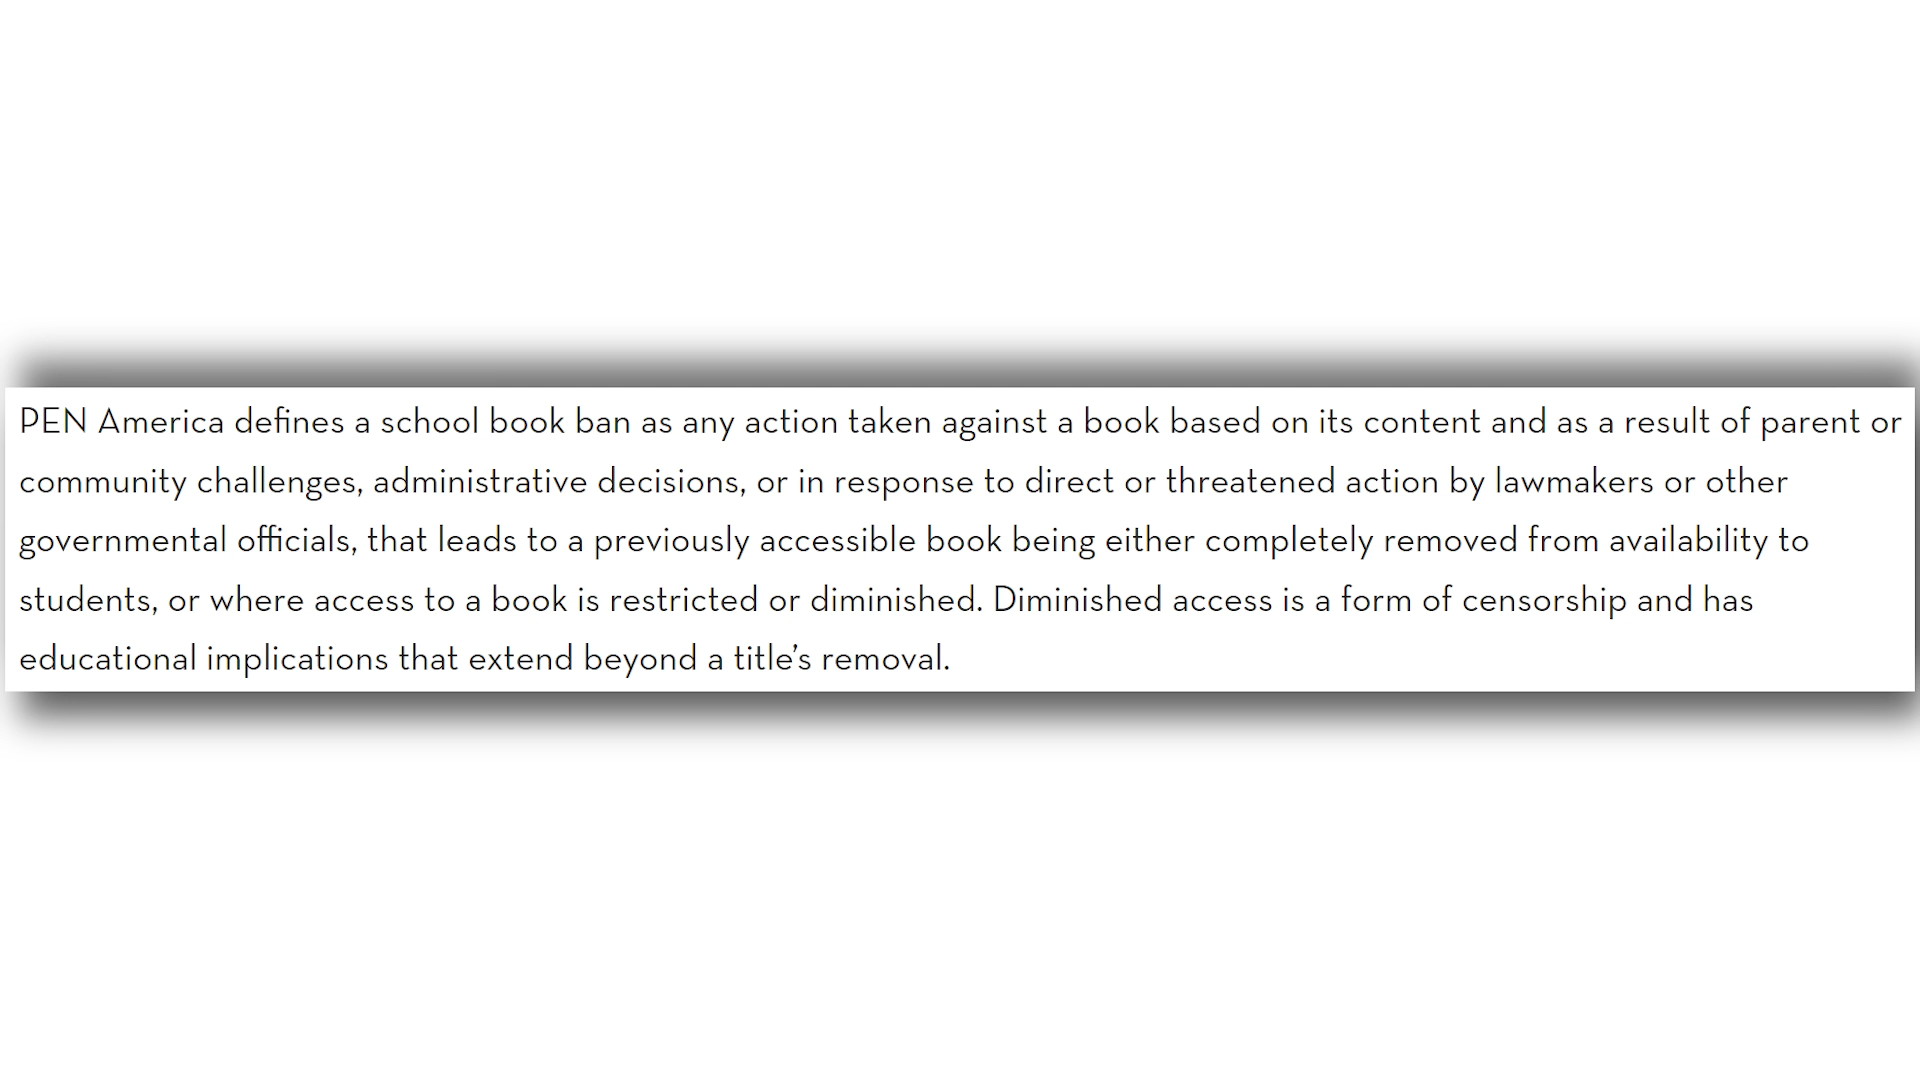 PEN America defines a school book ban as any action taken against a book based on its content and as a result of parent or
community challenges, administrative decisions, or in response to direct or threatened action by lawmakers or other
governmental officials, that leads to a previously accessible book being either completely removed from availability to
students, or where access to a book is restricted or diminished. Diminished access is a form of censorship and has
educational implications that extend beyond a title’s removal.